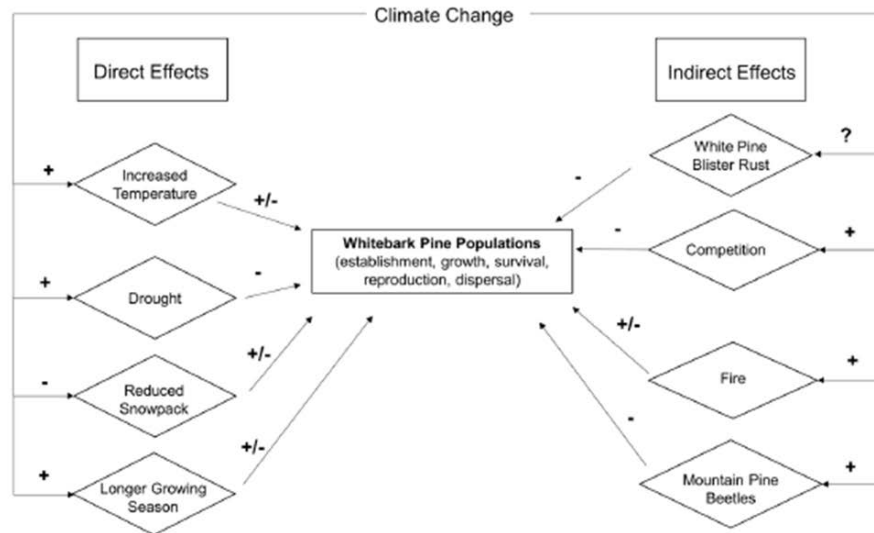 Climate Change
Direct Effects
Indirect Effects
+
Increased
Temperature
+/-
White Pine
Blister Rust
?
-
Whitebark Pine Populations
(establishment, growth, survival,
reproduction, dispersal)
-
Competition
+
+
Drought
-
+/-
Fire
+
-
Reduced
Snowpack
+/-
-
Mountain Pine
Beetles
+
+
Longer Growing
Season
+/-